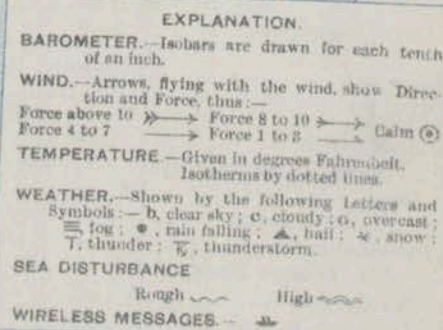 EXPLANATION.
BAROMETER.—Isobars are drawn for each tenth
of an inch.
WIND.—Arrows, flying with the wind, show Direc-
tion and Force, thus:—
Force above 10 Force 8 to 10
Force 4 to 7 Force 1 to 3 Calm
TEMPERATURE.—Given in degrees Fahrenheit.
Isotherms by dotted lines.
WEATHER.—Shown by the following Letters and
Symbols:— b, clear sky; c, cloudy; o, overcast;
fog; rain falling; hail; snow;
T, thunder; thunderstorm.
SEA DISTURBANCE
Rough High
WIRELESS MESSAGES.—